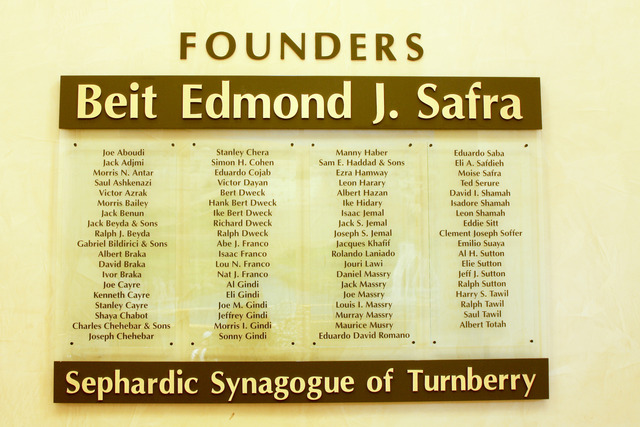 FOUNDERS
Beit Edmond J. Safra
Joe Aboudi
Jack Adjmi
Morris N. Antar
Saul Ashkenazi
Victor Azrak
Morris Bailey
Jack Benun
Jack Beyda & Sons
Ralph J. Beyda
Gabriel Bildirici & Sons
Albert Braka
David Braka
Ivor Braka
Joe Cayre
Kenneth Cayre
Stanley Cayre
Shaya Chabot
Charles Chehebar & Sons
Joseph Chehebar
Stanley Chera
Simon H. Cohen
Eduardo Cojab
Victor Dayan
Bert Dweck
Hank Bert Dweck
Ike Bert Dweck
Richard Dweck
Ralph Dweck
Abe J. Franco
Isaac Franco
Lou N. Franco
Nat J. Franco
Al Gindi
Eli Gindi
Joe M. Gindi
Jeffrey Gindi
Morris I. Gindi
Sonny Gindi
Manny Haber
Sam E. Haddad & Sons
Ezra Hamway
Leon Harary
Albert Hazan
Ike Hidary
Isaac Jemal
Jack S. Jemal
Joseph S. Jemal
Jacques Khafif
Rolando Laniado
Jouri Lawi
Daniel Massry
Jack Massry
Joe Massry
Louis I. Massry
Murray Massry
Maurice Musry
Eduardo David Romano
Eduardo Saba
Eli A. Safdieh
Moise Safra
Ted Serure
David I. Shamah
Isadore Shamah
Leon Shamah
Eddie Sitt
Clement Joseph Soffer
Emilio Suaya
Al H. Sutton
Elie Sutton
Jeff J. Sutton
Ralph Sutton
Harry S. Tawil
Ralph Tawil
Saul Tawil
Albert Totah
Sephardic Synagogue of Turnberry